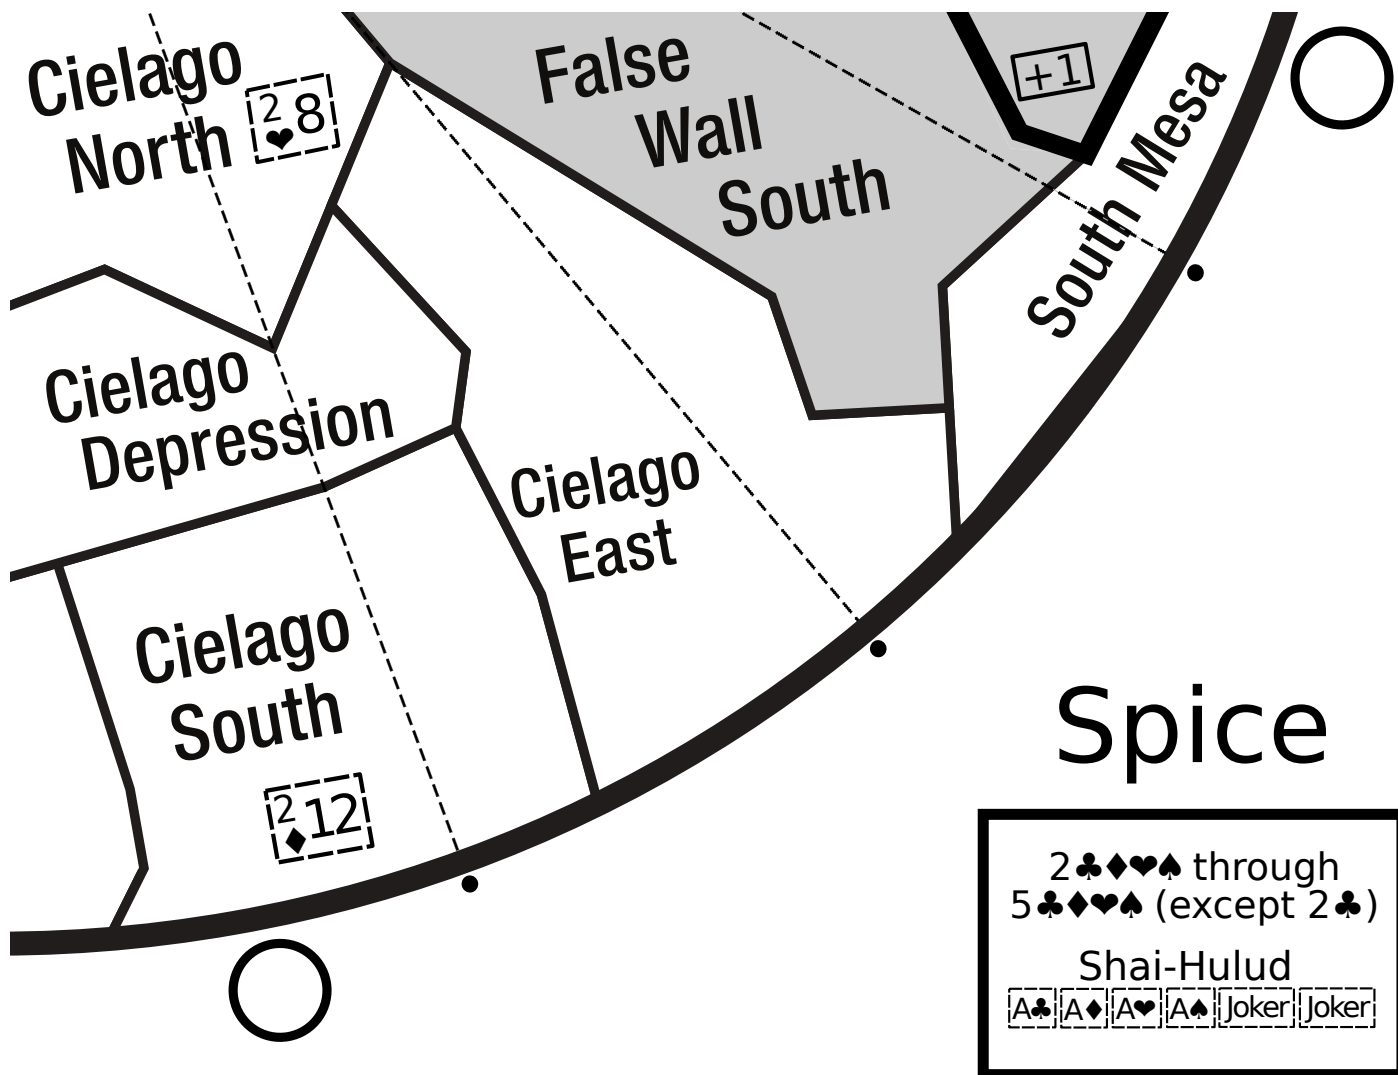 Cielago
North
2
♥
8
False
Wall
South
+1
South Mesa
Cielago
Depression
Cielago
East
Cielago
South
2
♦
12
Spice
2♣♦♥♠ through
5♣♦♥♠ (except 2♣)
Shai-Hulud
A♣ A♦ A♥ A♠ Joker Joker